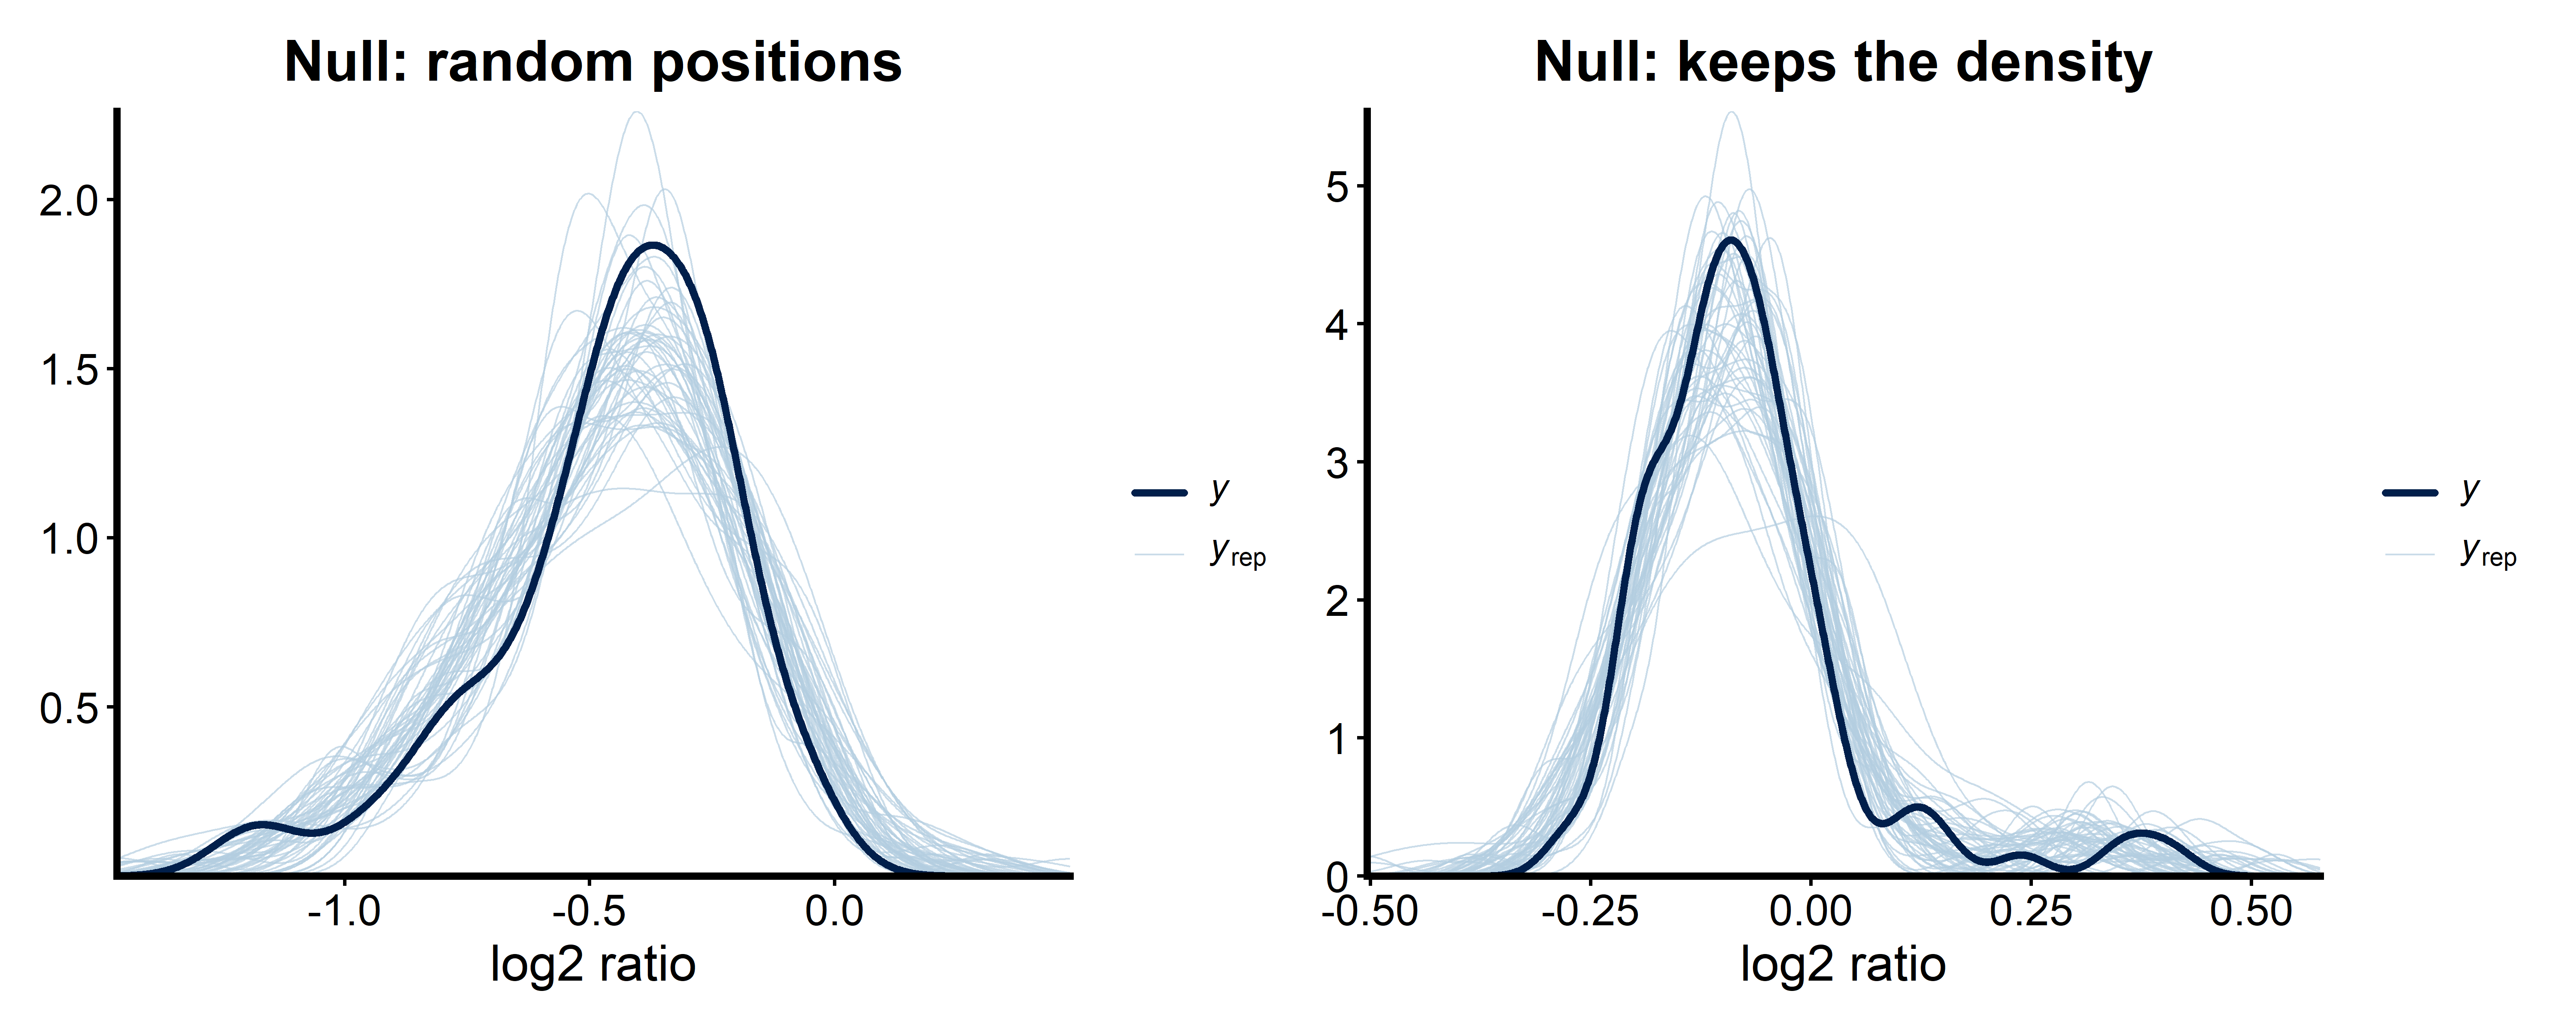 Null: random positions
2.0
1.5
1.0
0.5
-1.0 -0.5 0.0
log2 ratio
y
yrep
Null: keeps the density
5
4
3
2
1
0
-0.50 -0.25 0.00 0.25 0.50
log2 ratio
y
yrep